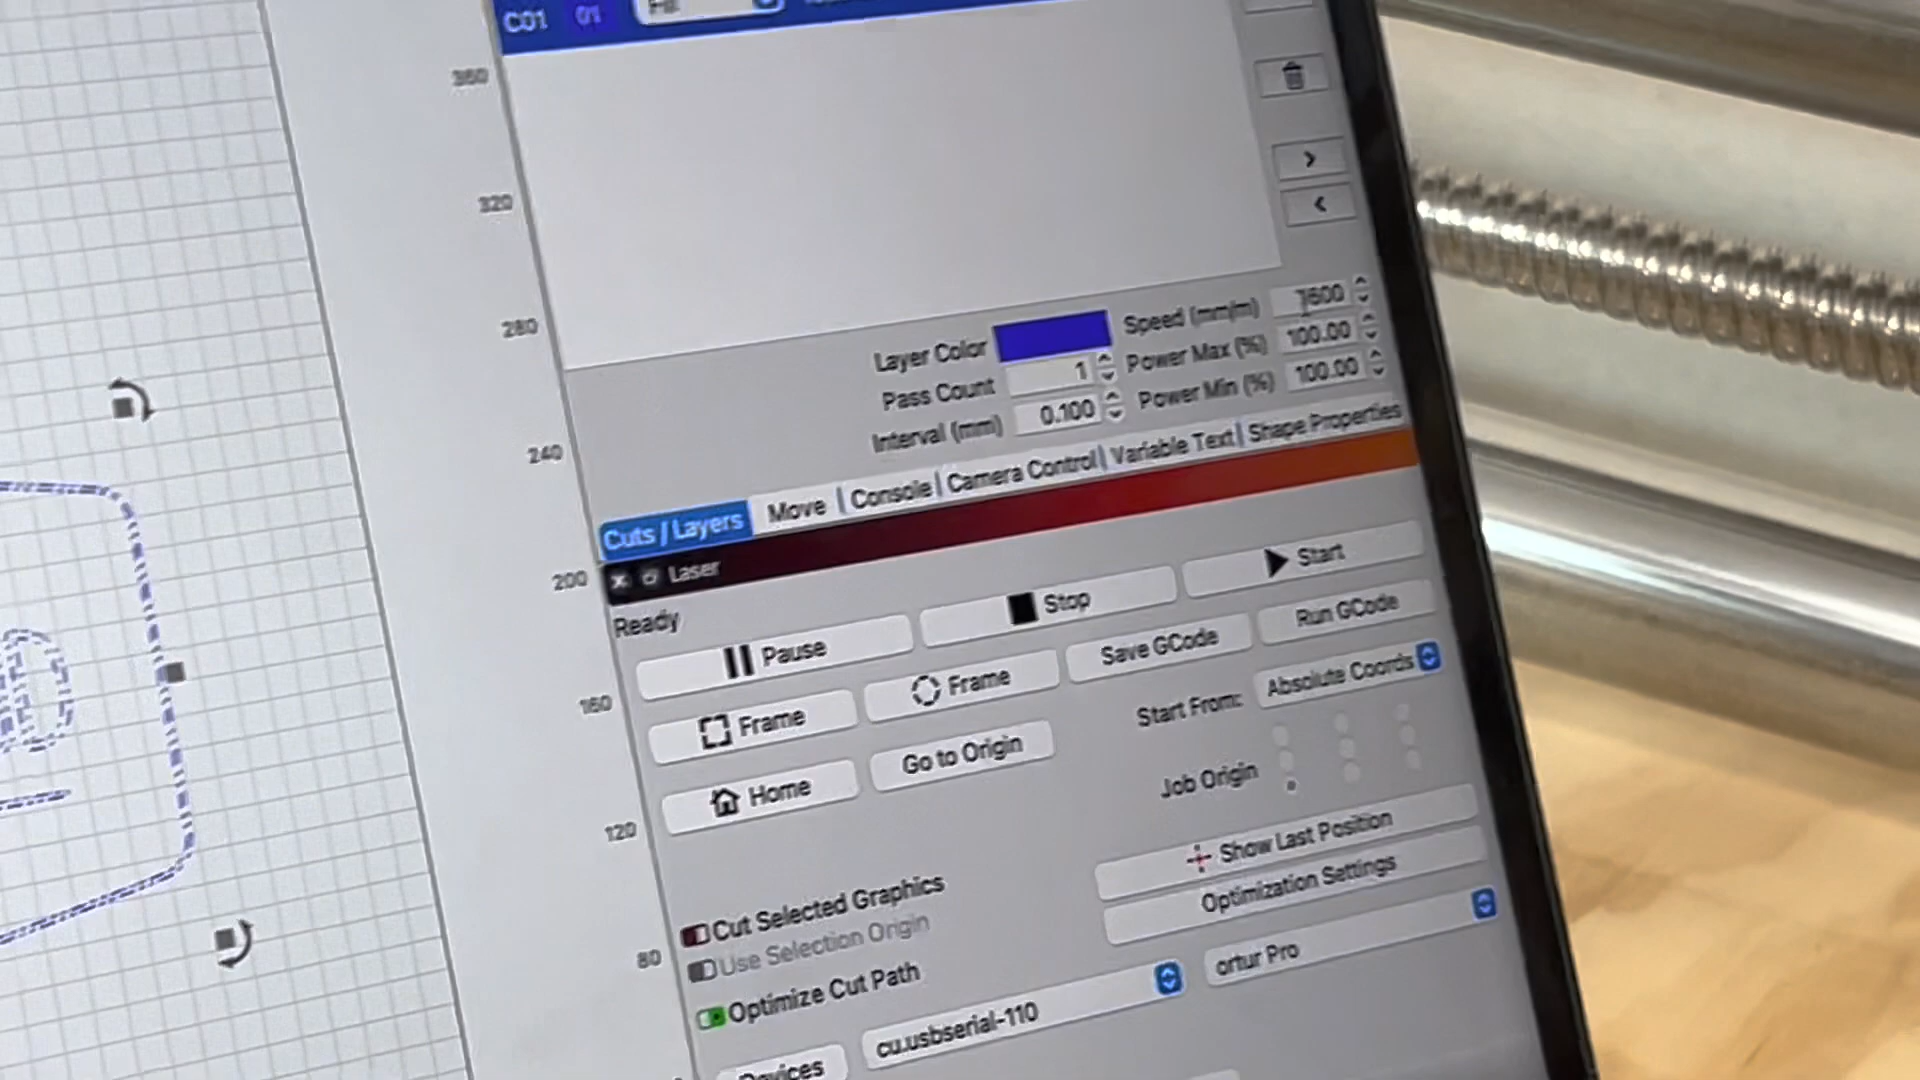 C01 01 Fill
360
320
280
240
200
160
120
80
Layer Color
Speed (mm/m)
Pass Count 1
Power Max (%) 100.00
Interval (mm) 0.100
Power Min (%) 100.00
Cuts / Layers Move Console Camera Control Variable Text Shape Properties
Laser
Ready
Pause Stop Start
Frame Frame Save GCode Run GCode
Home Go to Origin Start From: Absolute Coords
Job Origin
Cut Selected Graphics Show Last Position
Use Selection Origin Optimization Settings
Optimize Cut Path
Devices cu.usbserial-110 ortur Pro